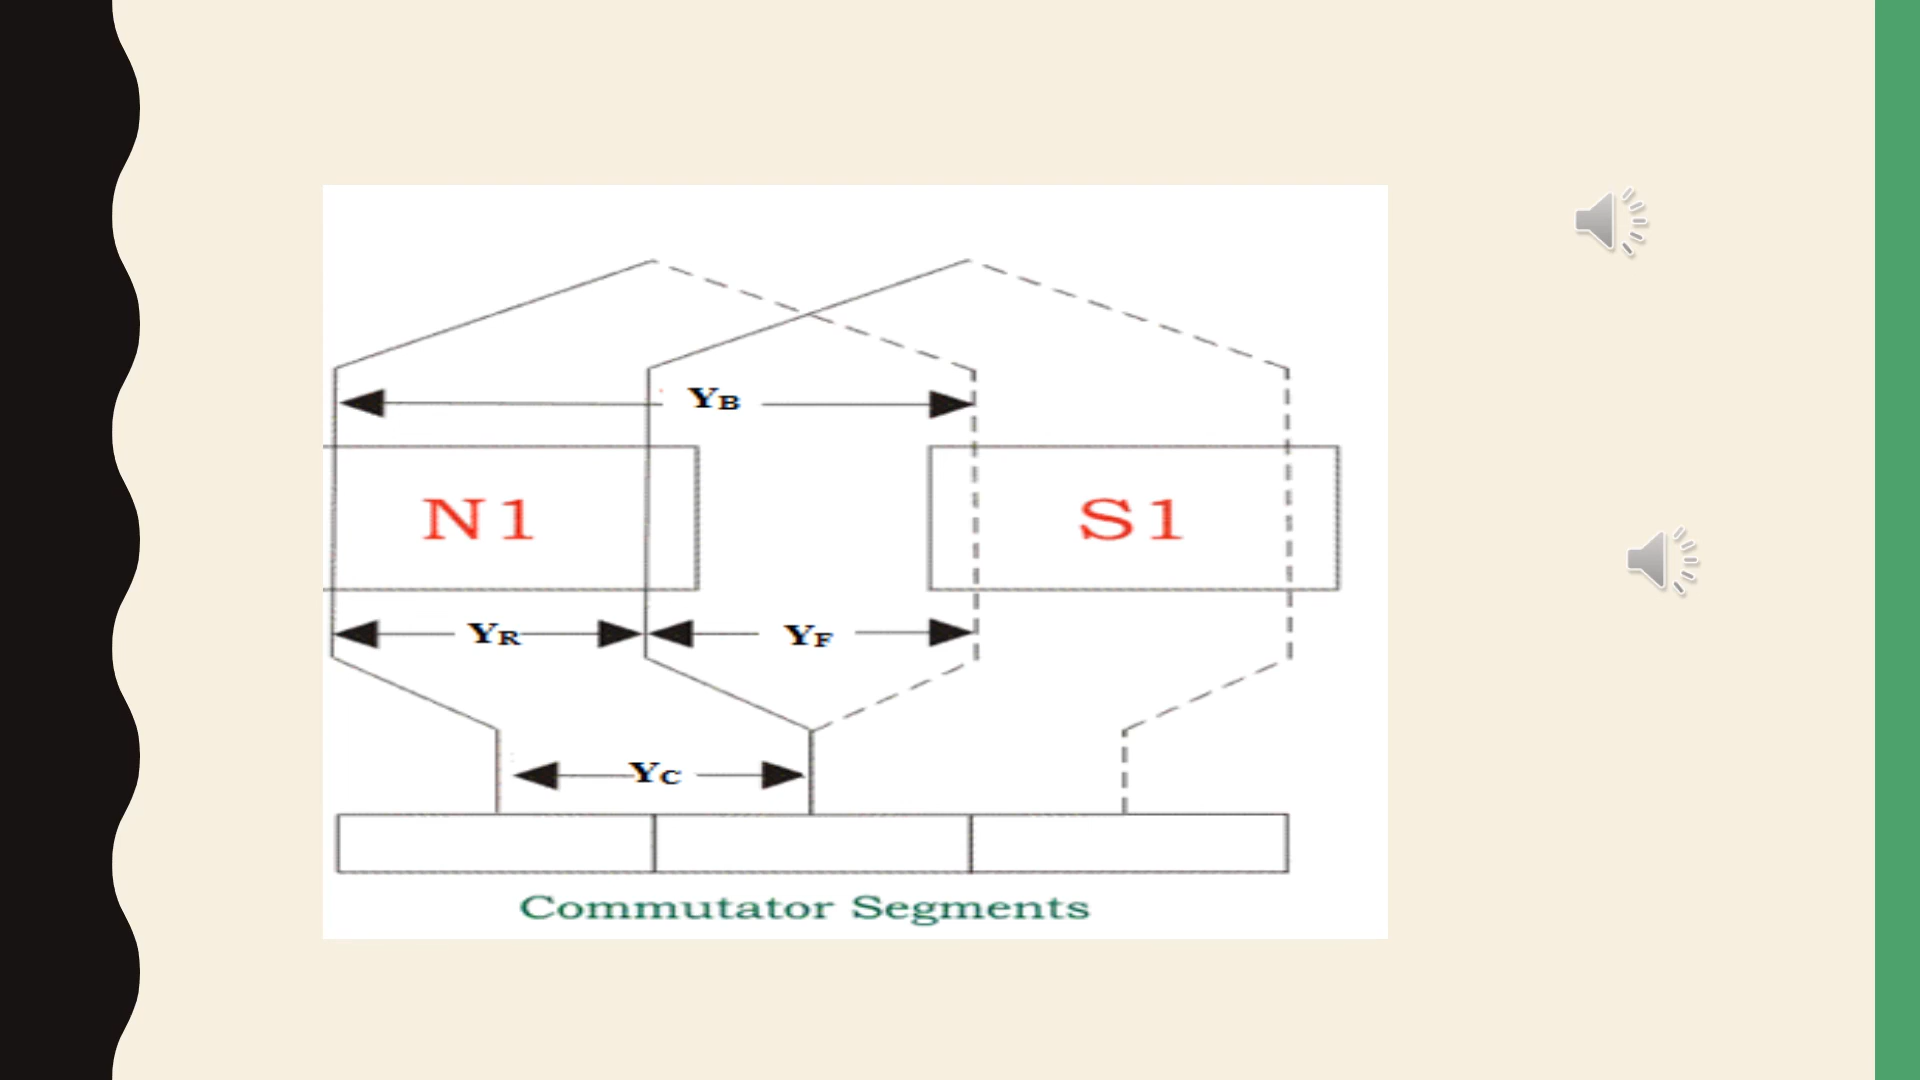 YB
N1 S1
YR YF
YC
Commutator Segments